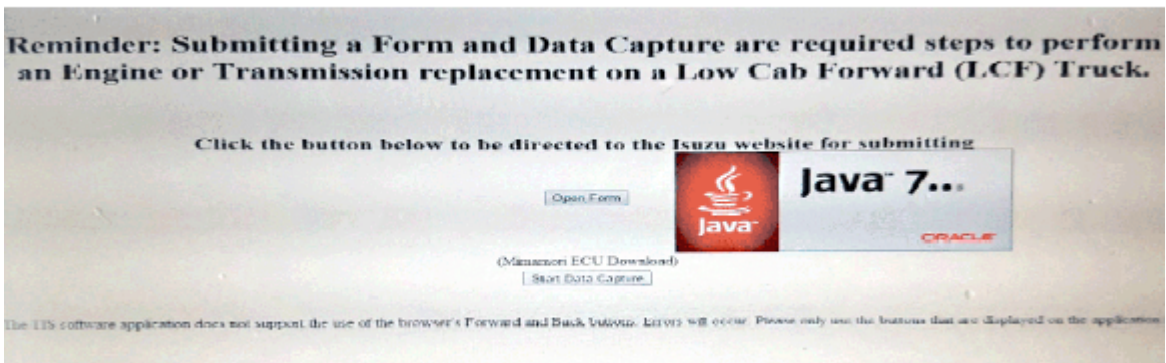 Reminder: Submitting a Form and Data Capture are required steps to perform
an Engine or Transmission replacement on a Low Cab Forward (LCF) Truck.
Click the button below to be directed to the Isuzu website for submitting
Java™ 7...
Open Form
Java™
ORACLE
(Mimamori ECU Download)
Start Data Capture
The TIS software application does not support the use of the browser's Forward and Back buttons. Errors will occur. Please only use the buttons that are displayed on the application